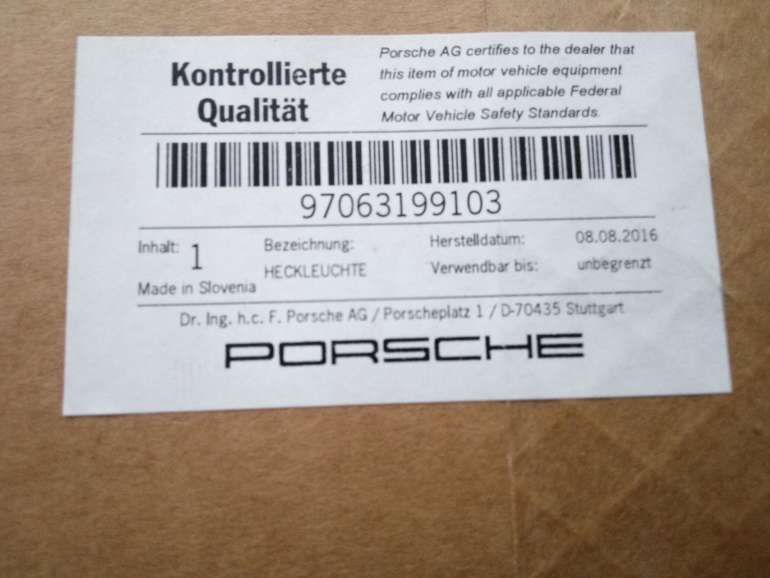 Kontrollierte
Qualität
Porsche AG certifies to the dealer that
this item of motor vehicle equipment
complies with all applicable Federal
Motor Vehicle Safety Standards.
97063199103
Inhalt: 1
Made in Slovenia
Bezeichnung:
HECKLEUCHTE
Herstelldatum: 08.08.2016
Verwendbar bis: unbegrenzt
Dr. Ing. h.c. F. Porsche AG / Porscheplatz 1 / D-70435 Stuttgart
PORSCHE